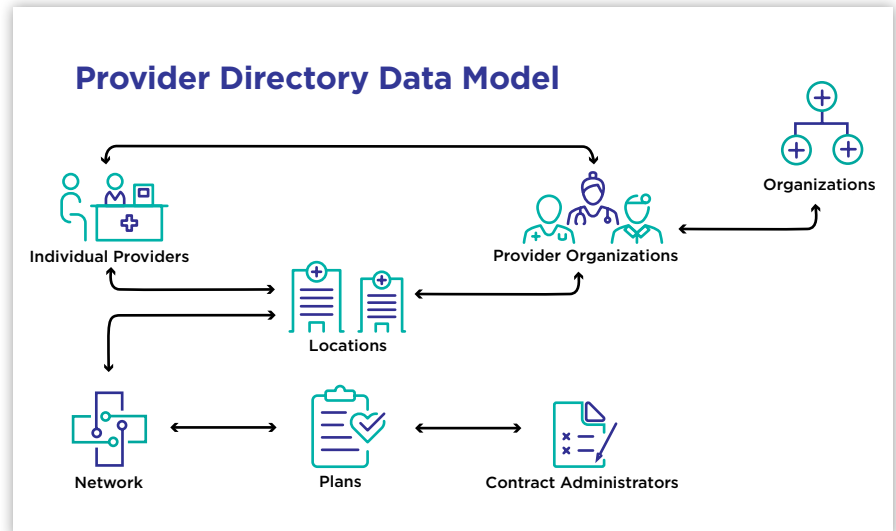 Provider Directory Data Model
Organizations
Individual Providers
Provider Organizations
Locations
Network
Plans
Contract Administrators